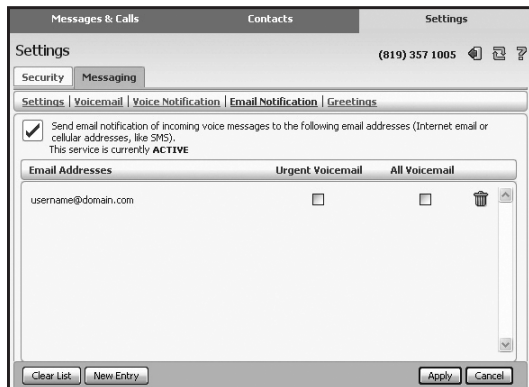 Messages & Calls Contacts Settings
Settings (819) 357 1005 ?
Security Messaging
Settings | Voicemail | Voice Notification | Email Notification | Greetings
Send email notification of incoming voice messages to the following email addresses (Internet email or
cellular addresses, like SMS).
This service is currently ACTIVE
Email Addresses Urgent Voicemail All Voicemail
username@domain.com
Clear List New Entry Apply Cancel